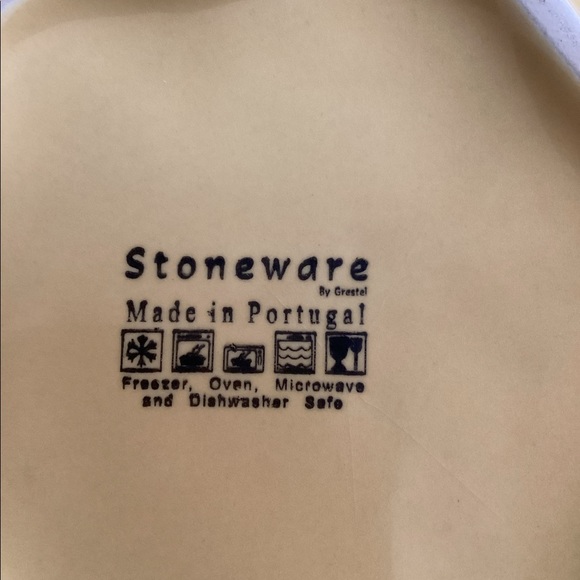 Stoneware
By Grestel
Made in Portugal
Freezer, Oven, Microwave
and Dishwasher Safe